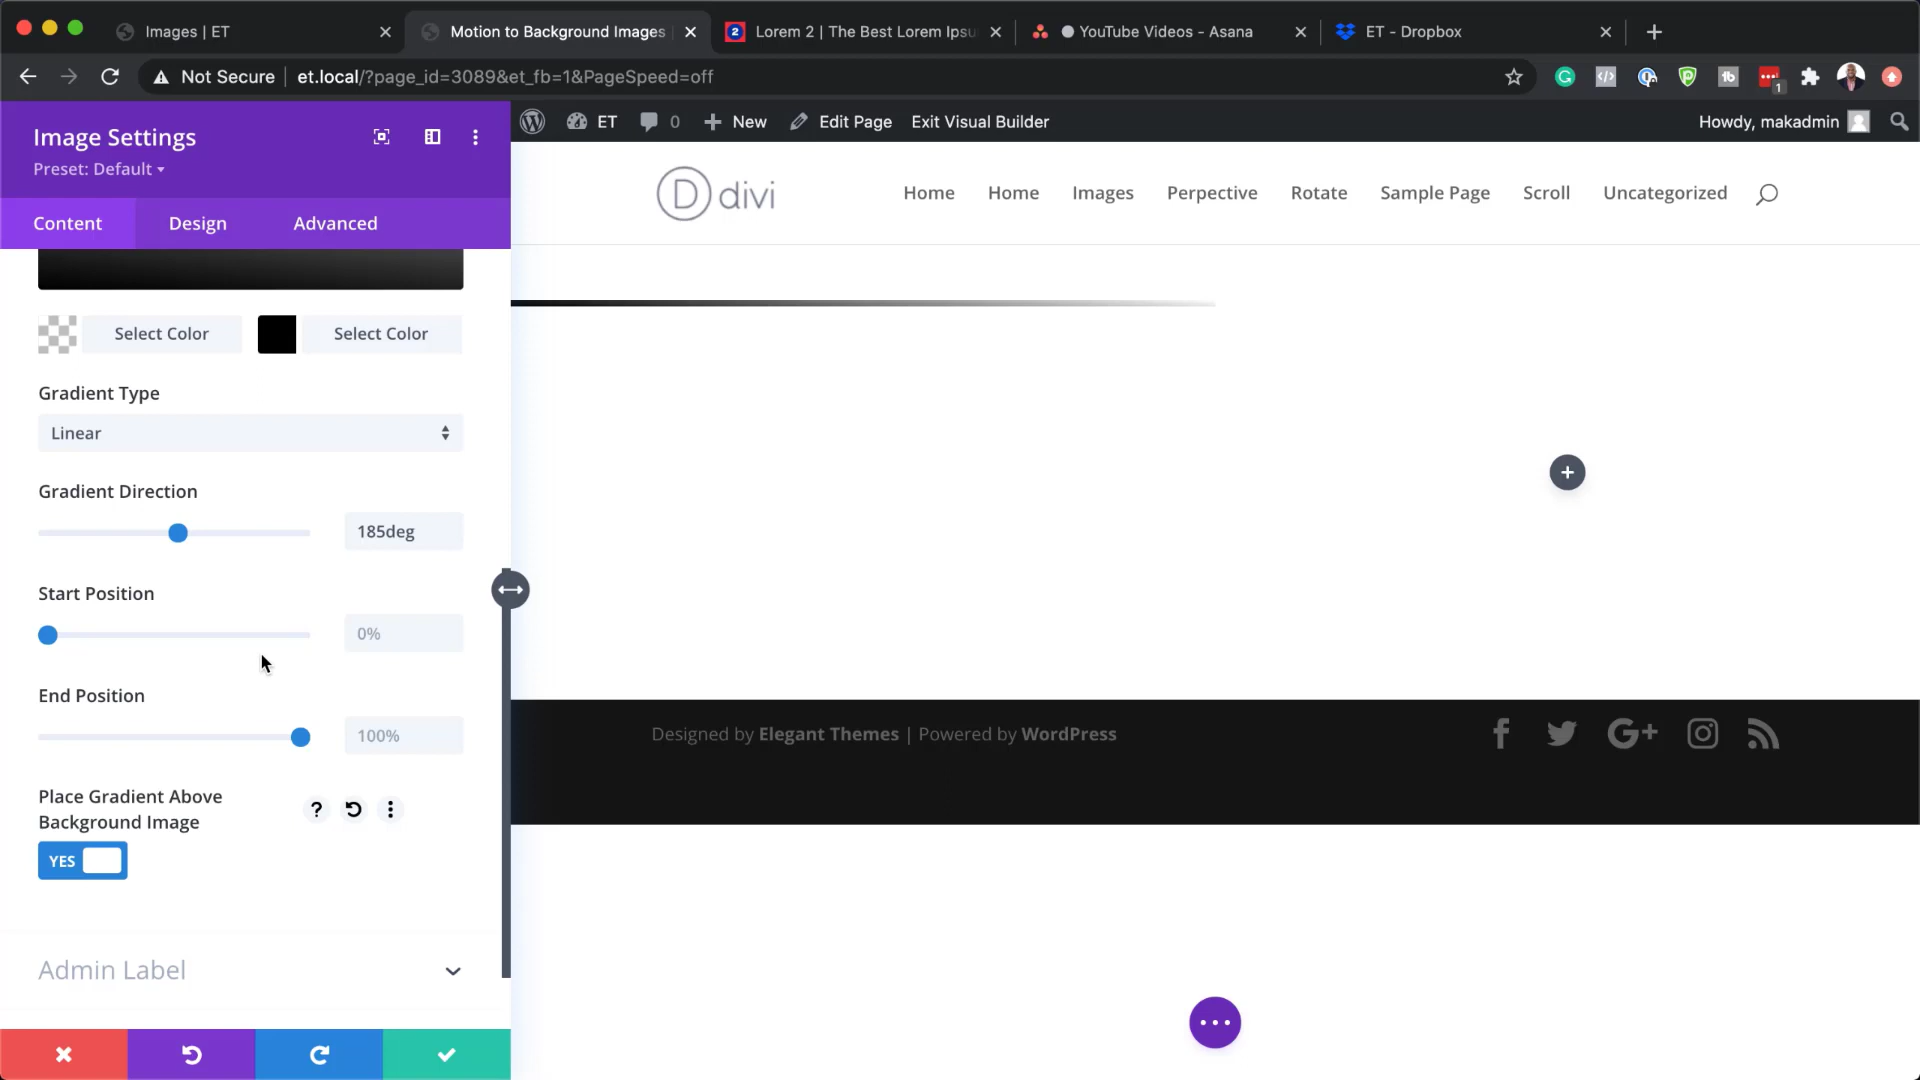 Images | ET
Motion to Background Images
Lorem 2 | The Best Lorem Ipsu
YouTube Videos - Asana
ET - Dropbox
Not Secure
et.local/?page_id=3089&et_fb=1&PageSpeed=off
1
Image Settings
Preset: Default
ET
0
New
Edit Page
Exit Visual Builder
Howdy, makadmin
Content
Design
Advanced
D divi
Home
Home
Images
Perpective
Rotate
Sample Page
Scroll
Uncategorized
Select Color
Select Color
Gradient Type
Linear
Gradient Direction
185deg
Start Position
0%
End Position
100%
Place Gradient Above
Background Image
?
YES
Admin Label
Designed by Elegant Themes | Powered by WordPress